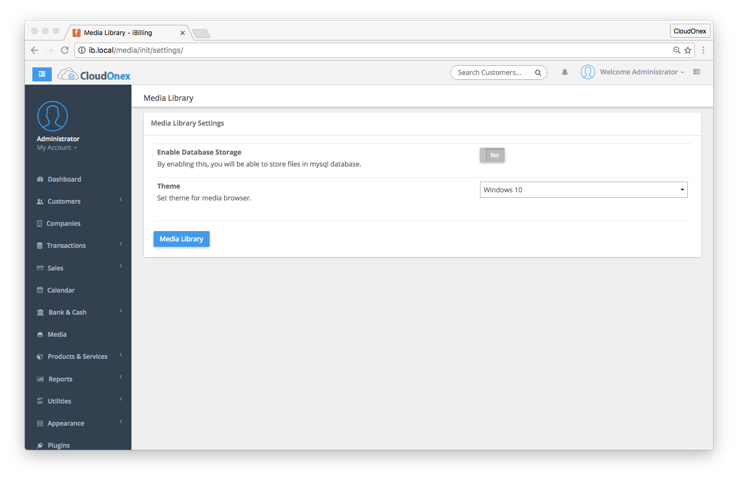 Media Library - iBilling
CloudOnex
ib.local/media/init/settings/
CloudOnex
Search Customers...
Welcome Administrator
Administrator
My Account
Dashboard
Customers
Companies
Transactions
Sales
Calendar
Bank & Cash
Media
Products & Services
Reports
Utilities
Appearance
Plugins
Media Library
Media Library Settings
Enable Database Storage
By enabling this, you will be able to store files in mysql database.
No
Theme
Set theme for media browser.
Windows 10
Media Library